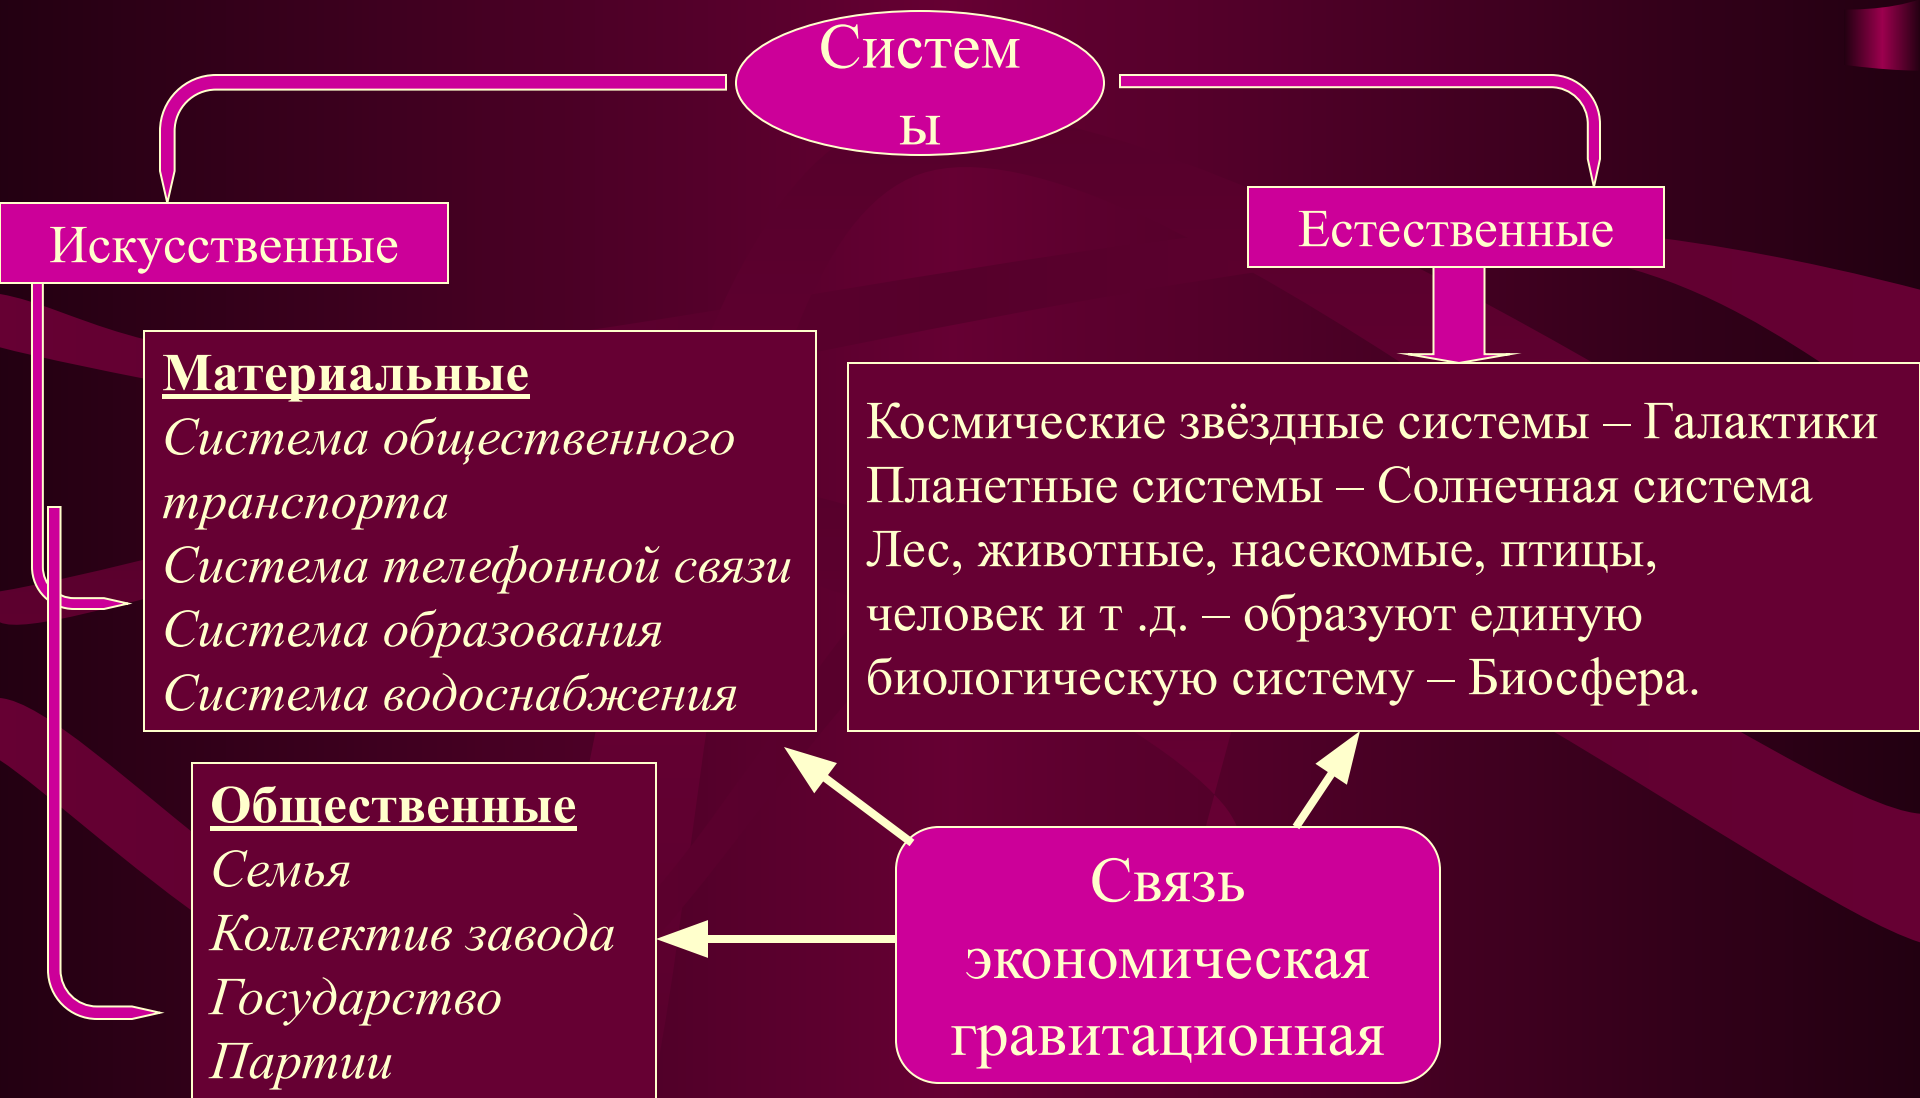 Систем
ы
Искусственные
Естественные
Материальные
Система общественного
транспорта
Система телефонной связи
Система образования
Система водоснабжения
Космические звёздные системы – Галактики
Планетные системы – Солнечная система
Лес, животные, насекомые, птицы,
человек и т .д. – образуют единую
биологическую систему – Биосфера.
Общественные
Семья
Коллектив завода
Государство
Партии
Связь
экономическая
гравитационная